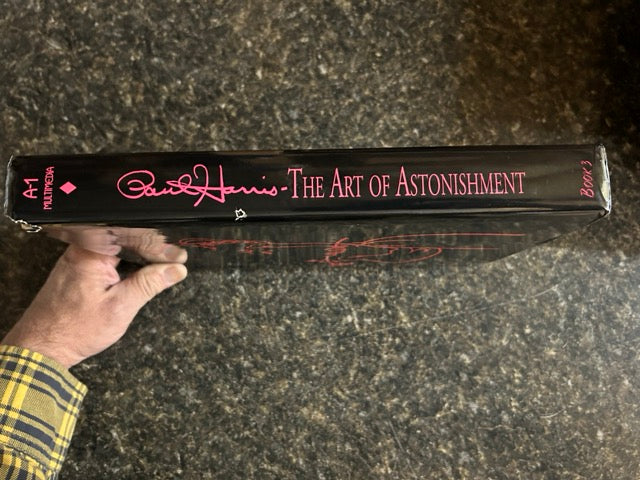 A-1
MULTIMEDIA
Paul Harris - THE ART OF ASTONISHMENT
BOOK 3